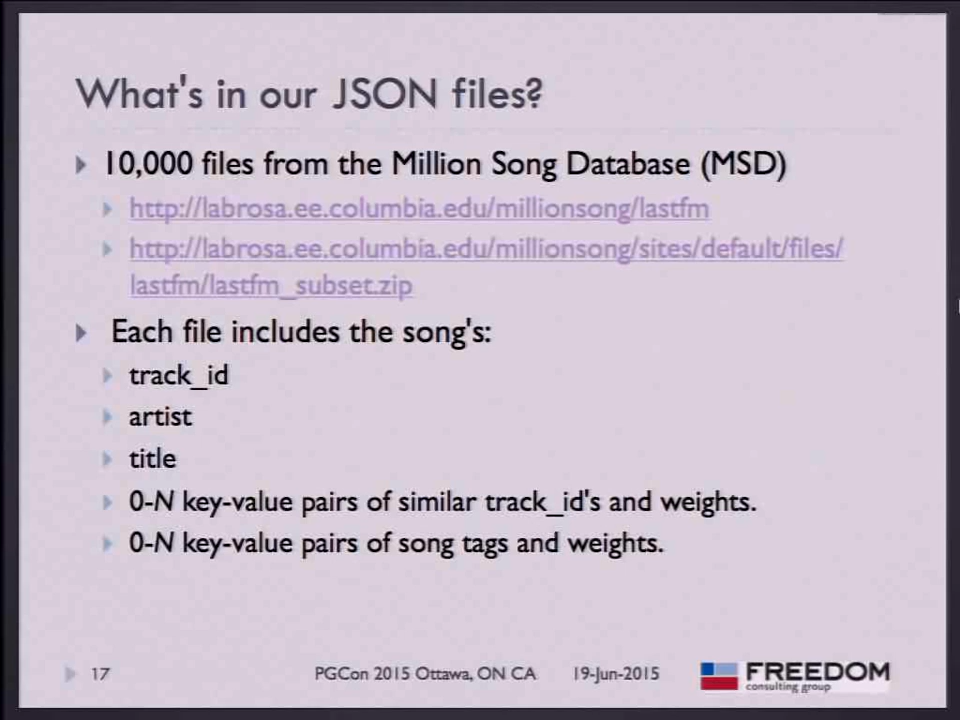 What's in our JSON files?
10,000 files from the Million Song Database (MSD)
http://labrosa.ee.columbia.edu/millionsong/lastfm
http://labrosa.ee.columbia.edu/millionsong/sites/default/files/
lastfm/lastfm_subset.zip
Each file includes the song's:
track_id
artist
title
0-N key-value pairs of similar track_id's and weights.
0-N key-value pairs of song tags and weights.
17 PGCon 2015 Ottawa, ON CA 19-Jun-2015 FREEDOM
consulting group